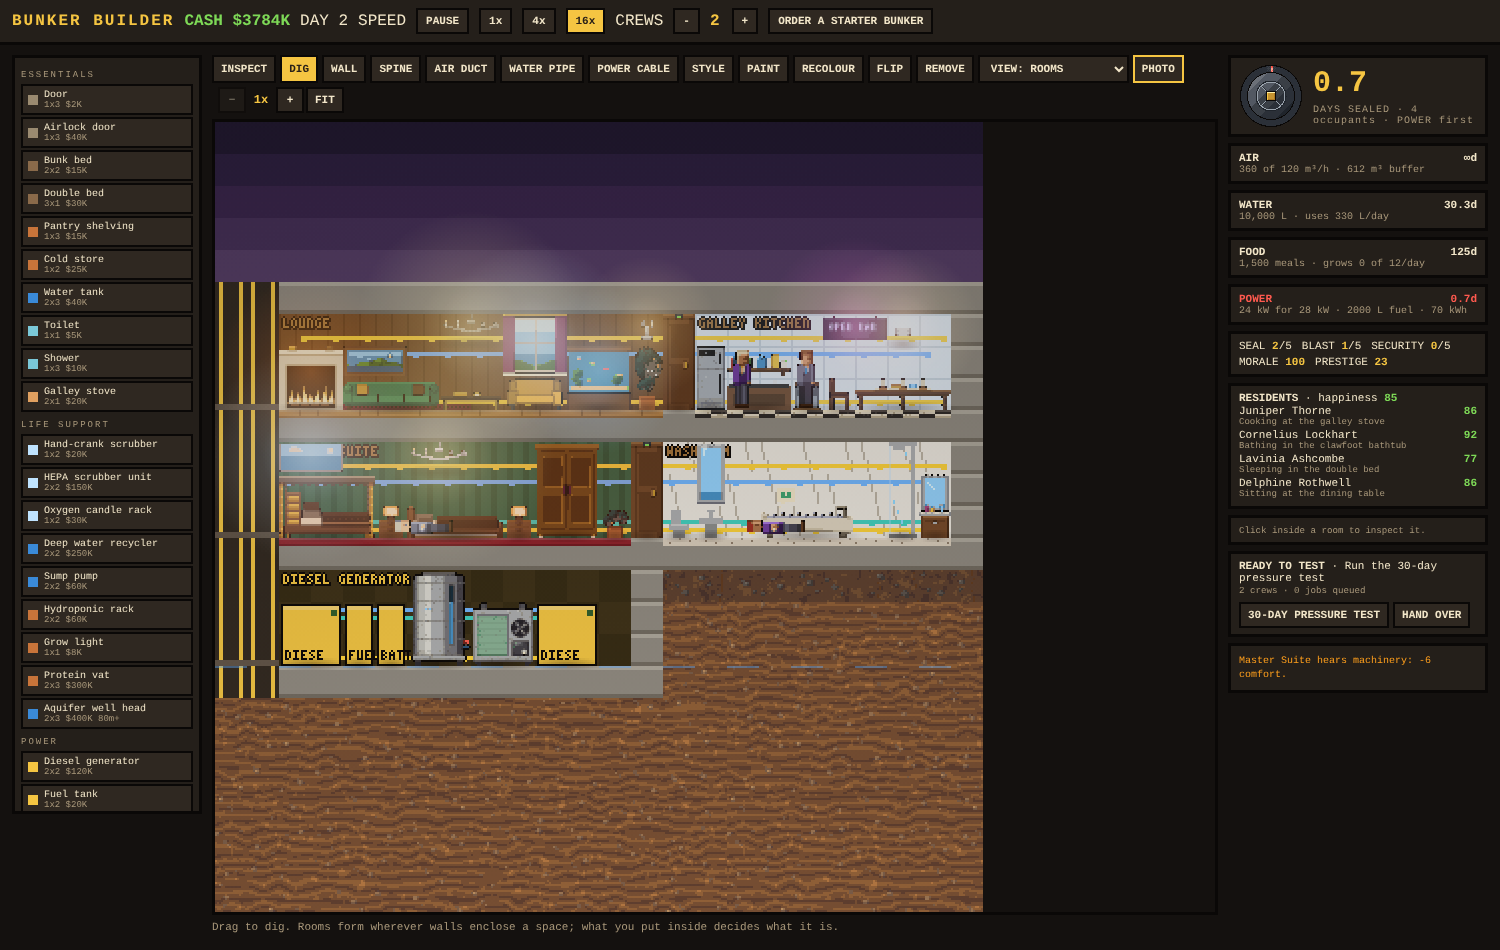 BUNKER BUILDER CASH $3784K DAY 2 SPEED PAUSE 1x 4x 16x CREWS - 2 + ORDER A STARTER BUNKER
INSPECT DIG WALL SPINE AIR DUCT WATER PIPE POWER CABLE STYLE PAINT RECOLOUR FLIP REMOVE VIEW: ROOMS PHOTO
− 1x + FIT
ESSENTIALS
Door
1x3 $2K
Airlock door
1x3 $40K
Bunk bed
2x2 $15K
Double bed
3x1 $30K
Pantry shelving
1x3 $15K
Cold store
1x2 $25K
Water tank
2x3 $40K
Toilet
1x1 $5K
Shower
1x3 $10K
Galley stove
2x1 $20K
LIFE SUPPORT
Hand-crank scrubber
1x2 $20K
HEPA scrubber unit
2x2 $150K
Oxygen candle rack
1x2 $30K
Deep water recycler
2x2 $250K
Sump pump
2x2 $60K
Hydroponic rack
2x2 $60K
Grow light
1x1 $8K
Protein vat
2x3 $300K
Aquifer well head
2x3 $400K 80m+
POWER
Diesel generator
2x2 $120K
Fuel tank
1x2 $20K
LOUNGE
GALLEY KITCHEN
SUITE
DIESEL GENERATOR
DIESE
FUE
BATT
DIESE
Drag to dig. Rooms form wherever walls enclose a space; what you put inside decides what it is.
0.7
DAYS SEALED · 4
occupants · POWER first
AIR ∞d
360 of 120 m³/h · 612 m³ buffer
WATER 30.3d
10,000 L · uses 330 L/day
FOOD 125d
1,500 meals · grows 0 of 12/day
POWER 0.7d
24 kW for 28 kW · 2000 L fuel · 70 kWh
SEAL 2/5 BLAST 1/5 SECURITY 0/5
MORALE 100 PRESTIGE 23
RESIDENTS · happiness 85
Juniper Thorne 86
Cooking at the galley stove
Cornelius Lockhart 92
Bathing in the clawfoot bathtub
Lavinia Ashcombe 77
Sleeping in the double bed
Delphine Rothwell 86
Sitting at the dining table
Click inside a room to inspect it.
READY TO TEST · Run the 30-day
pressure test
2 crews · 0 jobs queued
30-DAY PRESSURE TEST HAND OVER
Master Suite hears machinery: -6
comfort.